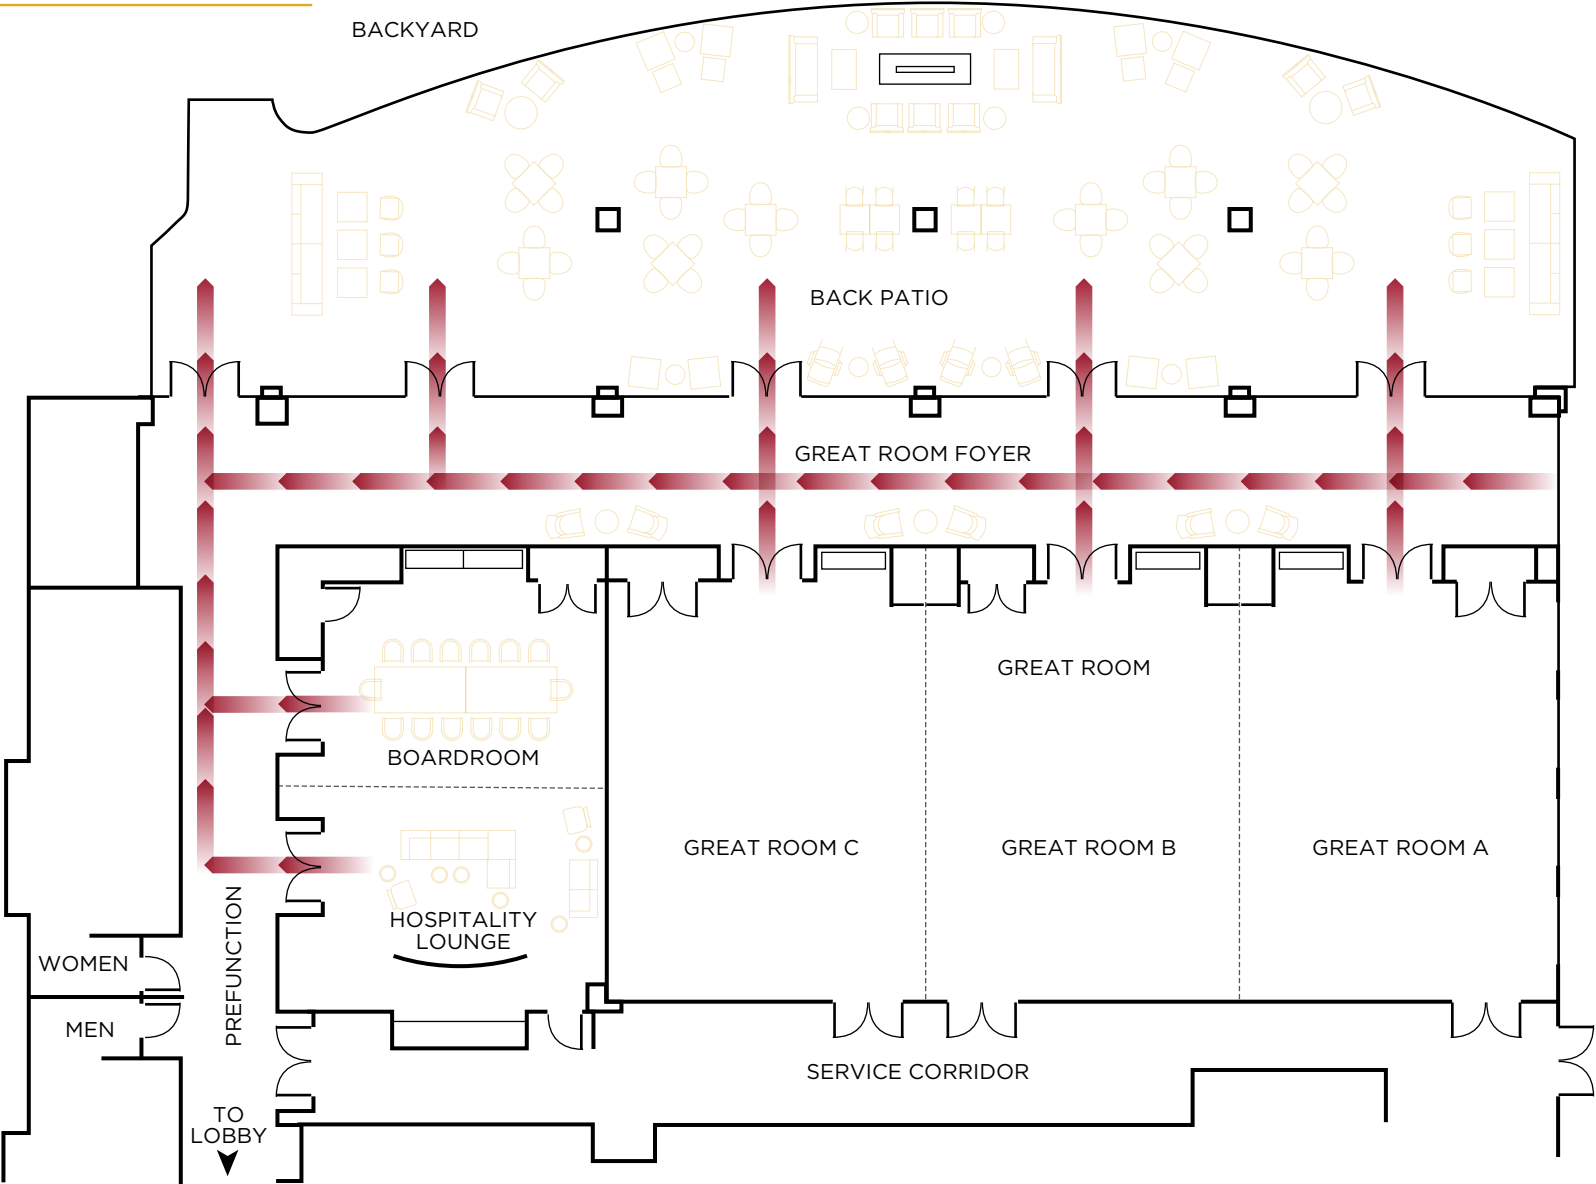 BACKYARD
BACK PATIO
GREAT ROOM FOYER
GREAT ROOM
BOARDROOM
GREAT ROOM C
GREAT ROOM B
GREAT ROOM A
HOSPITALITY
LOUNGE
PREFUNCTION
WOMEN
MEN
SERVICE CORRIDOR
TO
LOBBY